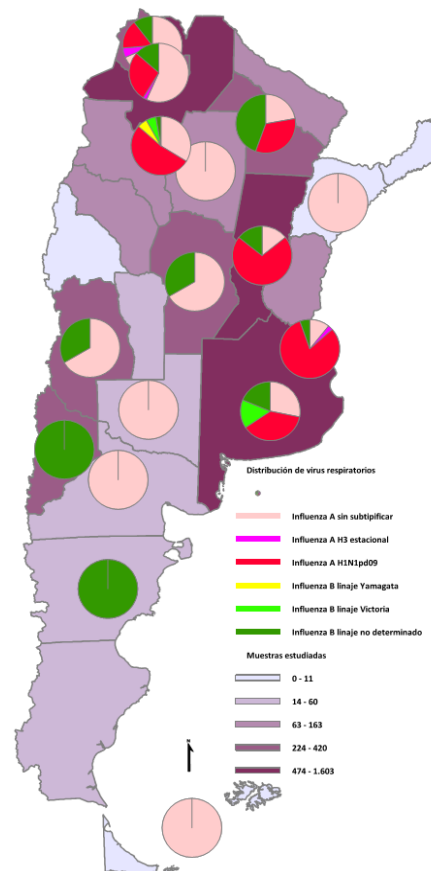 Distribución de virus respiratorios
Influenza A sin subtipificar
Influenza A H3 estacional
Influenza A H1N1pd09
Influenza B linaje Yamagata
Influenza B linaje Victoria
Influenza B linaje no determinado
Muestras estudiadas
0 - 11
14 - 60
63 - 163
224 - 420
474 - 1.603